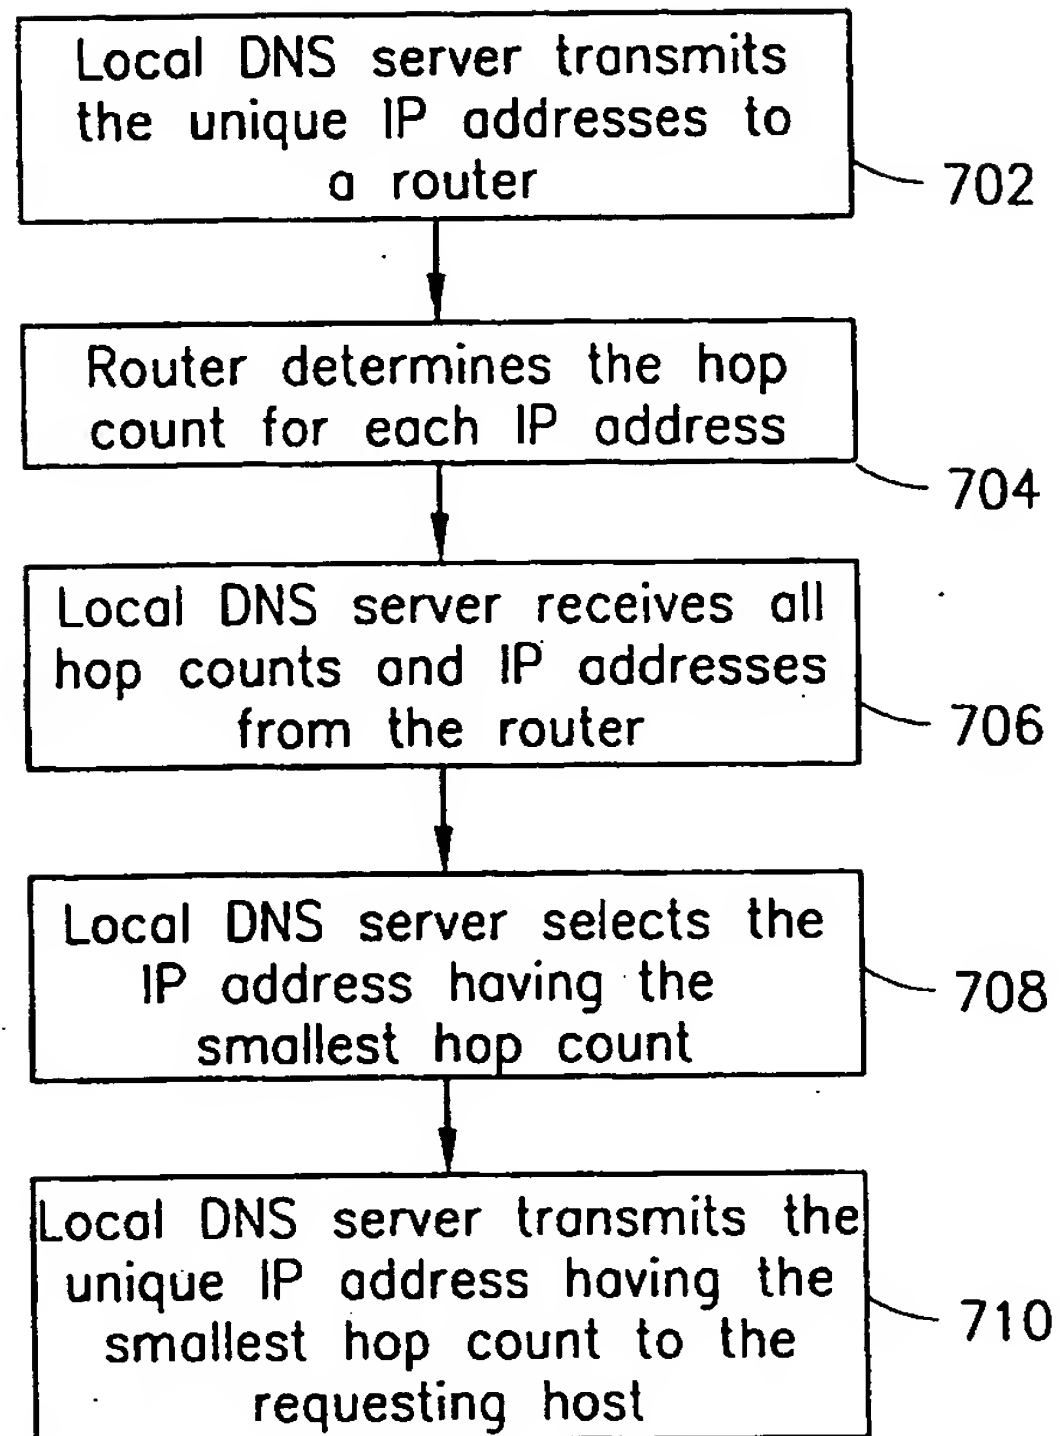 Local DNS server transmits
the unique IP addresses to
a router
702
Router determines the hop
count for each IP address
704
Local DNS server receives all
hop counts and IP addresses
from the router
706
Local DNS server selects the
IP address having the
smallest hop count
708
Local DNS server transmits the
unique IP address having the
smallest hop count to the
requesting host
710